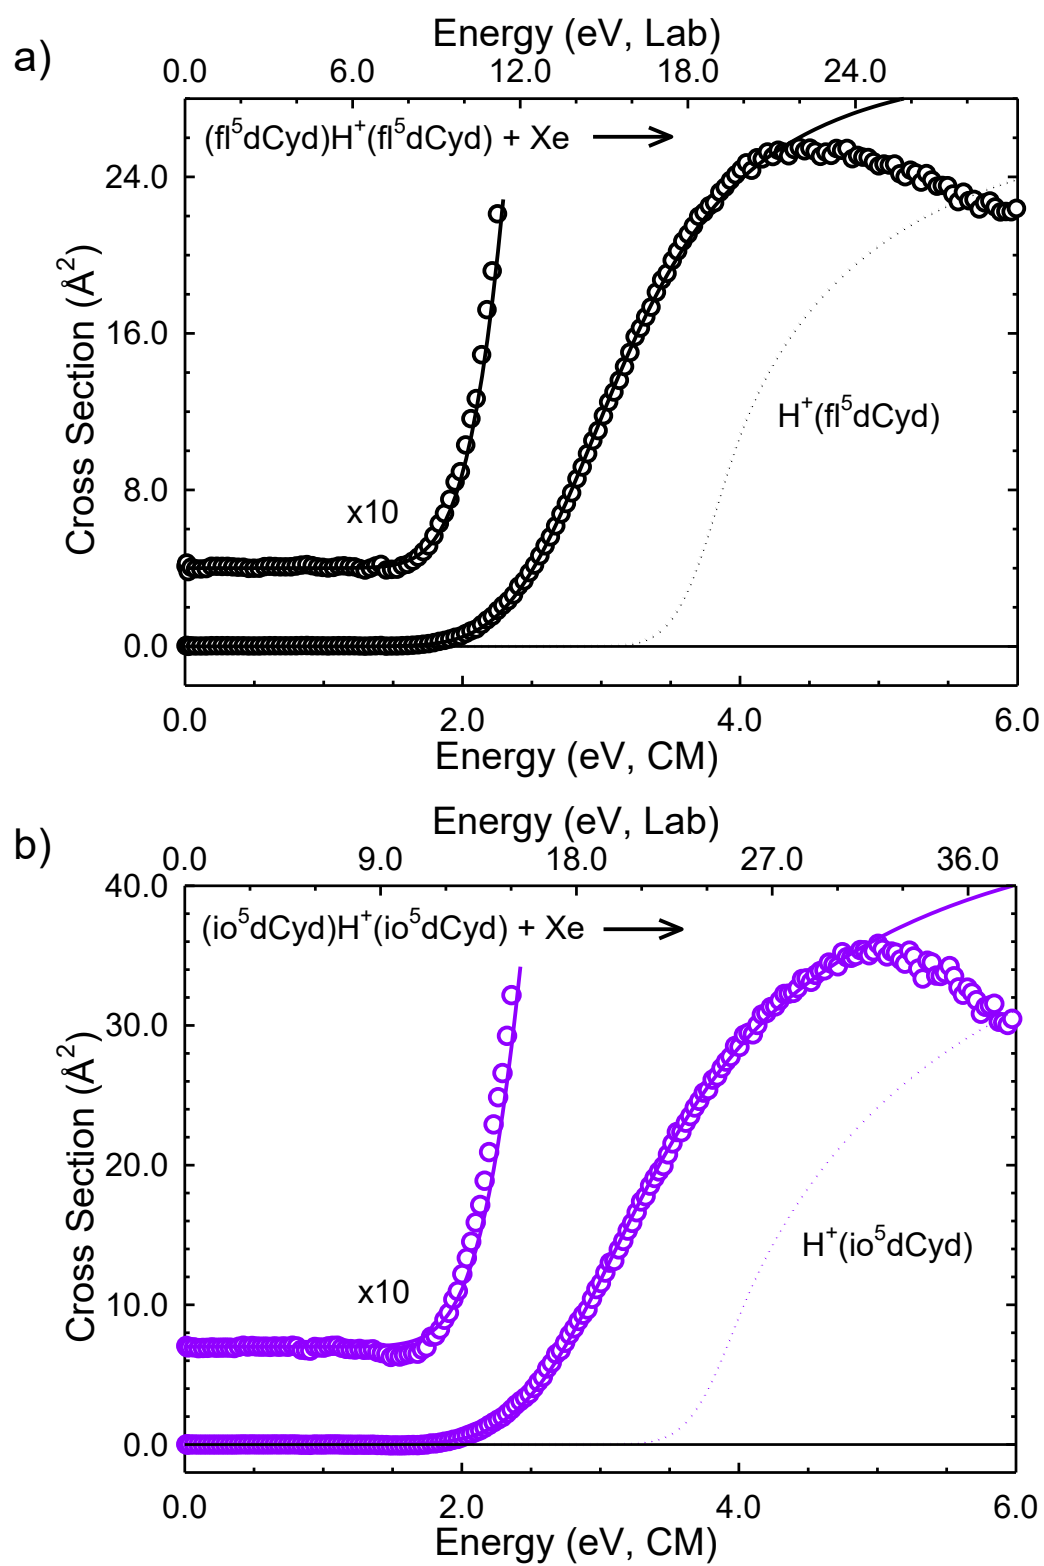 a)
Energy (eV, Lab)
0.0 6.0 12.0 18.0 24.0
(fl⁵dCyd)H⁺(fl⁵dCyd) + Xe →
24.0
16.0
8.0
0.0
Cross Section (Å²)
H⁺(fl⁵dCyd)
x10
0.0 2.0 4.0 6.0
Energy (eV, CM)
b)
Energy (eV, Lab)
0.0 9.0 18.0 27.0 36.0
40.0
(io⁵dCyd)H⁺(io⁵dCyd) + Xe →
30.0
20.0
10.0
0.0
Cross Section (Å²)
H⁺(io⁵dCyd)
x10
0.0 2.0 4.0 6.0
Energy (eV, CM)